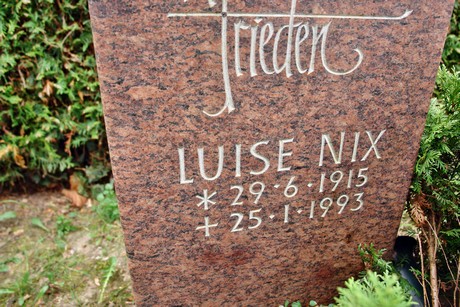 Frieden
LUISE NIX
* 29·6·1915
+ 25·1·1993